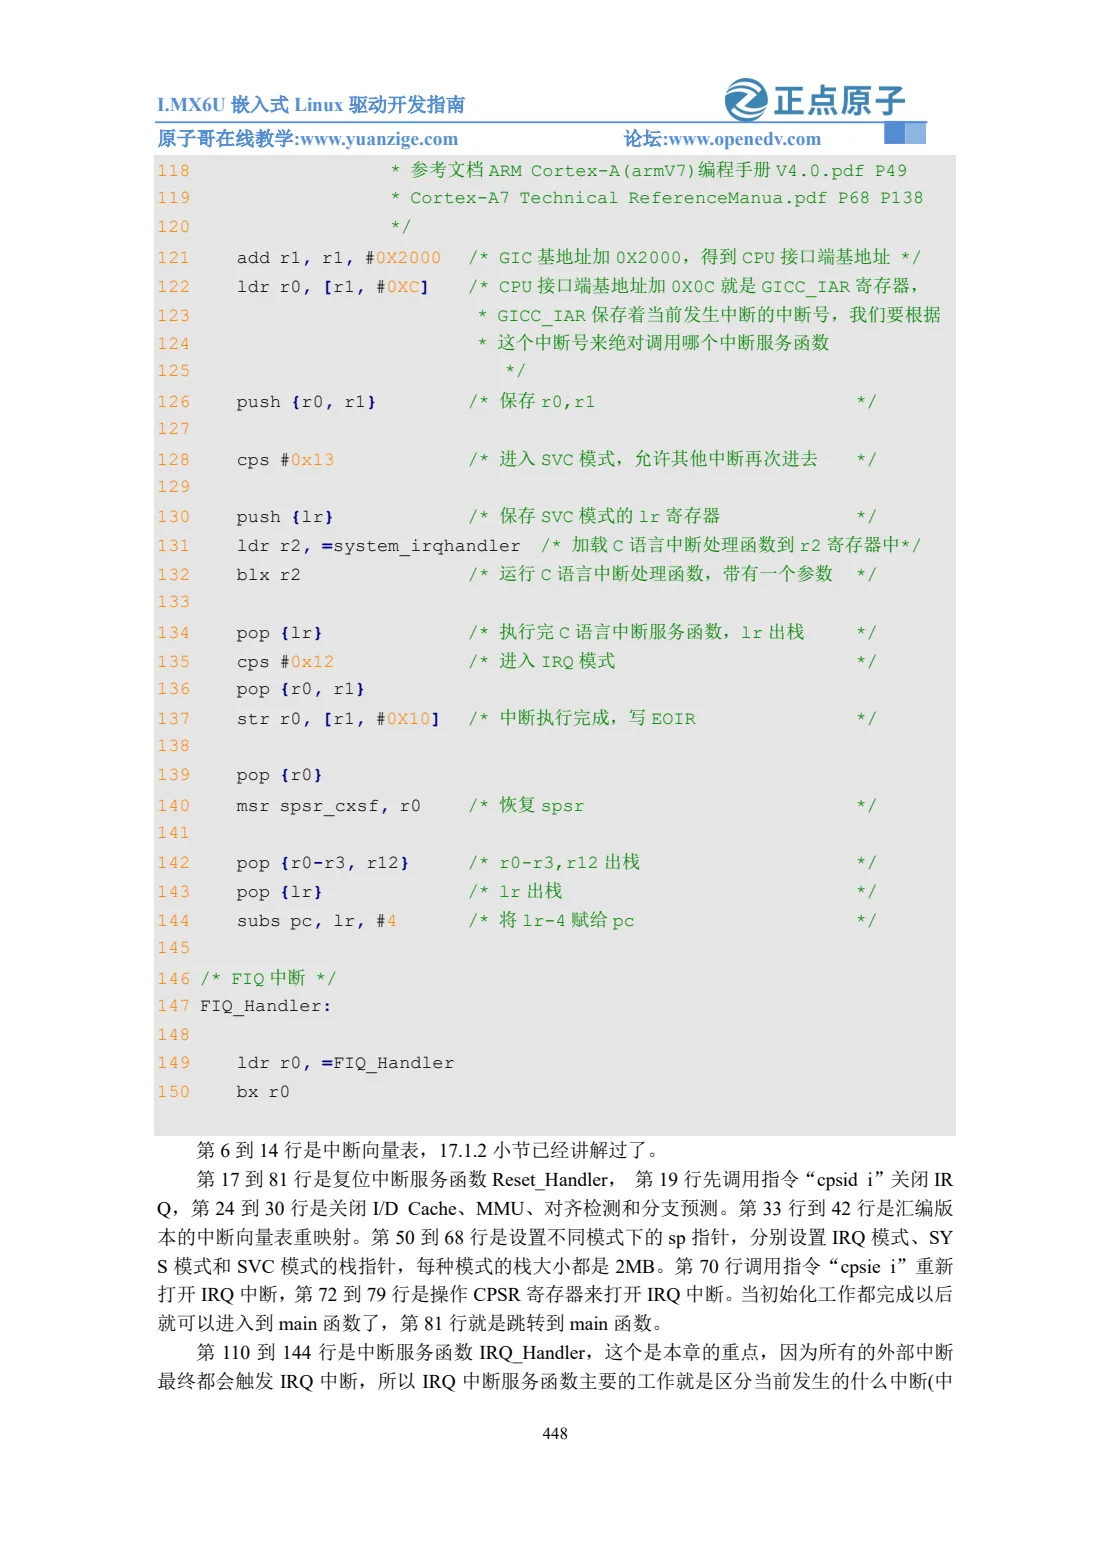 I.MX6U 嵌入式 Linux 驱动开发指南
正点原子
原子哥在线教学:www.yuanzige.com 论坛:www.openedv.com
118 * 参考文档 ARM Cortex-A(armV7)编程手册 V4.0.pdf P49
119 * Cortex-A7 Technical ReferenceManua.pdf P68 P138
120 */
121 add r1, r1, #0X2000 /* GIC 基地址加 0X2000，得到 CPU 接口端基地址 */
122 ldr r0, [r1, #0XC] /* CPU 接口端基地址加 0X0C 就是 GICC_IAR 寄存器，
123 * GICC_IAR 保存着当前发生中断的中断号，我们要根据
124 * 这个中断号来绝对调用哪个中断服务函数
125 */
126 push {r0, r1} /* 保存 r0,r1 */
127
128 cps #0x13 /* 进入 SVC 模式，允许其他中断再次进去 */
129
130 push {lr} /* 保存 SVC 模式的 lr 寄存器 */
131 ldr r2, =system_irqhandler /* 加载 C 语言中断处理函数到 r2 寄存器中*/
132 blx r2 /* 运行 C 语言中断处理函数，带有一个参数 */
133
134 pop {lr} /* 执行完 C 语言中断服务函数，lr 出栈 */
135 cps #0x12 /* 进入 IRQ 模式 */
136 pop {r0, r1}
137 str r0, [r1, #0X10] /* 中断执行完成，写 EOIR */
138
139 pop {r0}
140 msr spsr_cxsf, r0 /* 恢复 spsr */
141
142 pop {r0-r3, r12} /* r0-r3,r12 出栈 */
143 pop {lr} /* lr 出栈 */
144 subs pc, lr, #4 /* 将 lr-4 赋给 pc */
145
146 /* FIQ 中断 */
147 FIQ_Handler:
148
149 ldr r0, =FIQ_Handler
150 bx r0
第 6 到 14 行是中断向量表，17.1.2 小节已经讲解过了。
第 17 到 81 行是复位中断服务函数 Reset_Handler， 第 19 行先调用指令“cpsid i”关闭 IR
Q，第 24 到 30 行是关闭 I/D Cache、MMU、对齐检测和分支预测。第 33 行到 42 行是汇编版
本的中断向量表重映射。第 50 到 68 行是设置不同模式下的 sp 指针，分别设置 IRQ 模式、SY
S 模式和 SVC 模式的栈指针，每种模式的栈大小都是 2MB。第 70 行调用指令“cpsie i”重新
打开 IRQ 中断，第 72 到 79 行是操作 CPSR 寄存器来打开 IRQ 中断。当初始化工作都完成以后
就可以进入到 main 函数了，第 81 行就是跳转到 main 函数。
第 110 到 144 行是中断服务函数 IRQ_Handler，这个是本章的重点，因为所有的外部中断
最终都会触发 IRQ 中断，所以 IRQ 中断服务函数主要的工作就是区分当前发生的什么中断(中
448